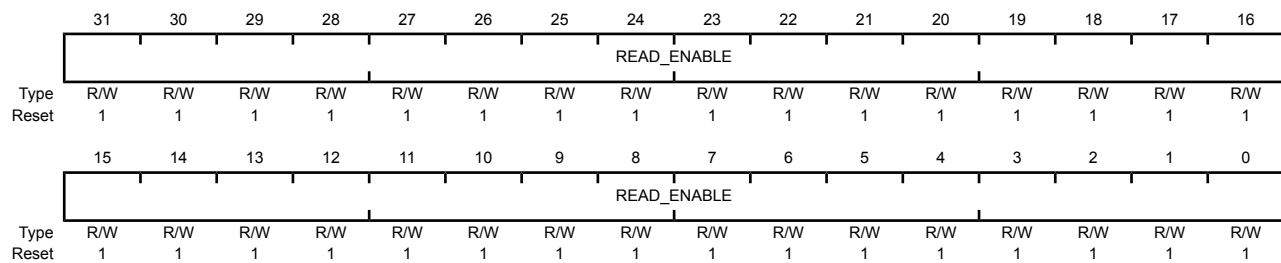 31 30 29 28 27 26 25 24 23 22 21 20 19 18 17 16
READ_ENABLE
Type R/W R/W R/W R/W R/W R/W R/W R/W R/W R/W R/W R/W R/W R/W R/W R/W
Reset 1 1 1 1 1 1 1 1 1 1 1 1 1 1 1 1
15 14 13 12 11 10 9 8 7 6 5 4 3 2 1 0
READ_ENABLE
Type R/W R/W R/W R/W R/W R/W R/W R/W R/W R/W R/W R/W R/W R/W R/W R/W
Reset 1 1 1 1 1 1 1 1 1 1 1 1 1 1 1 1